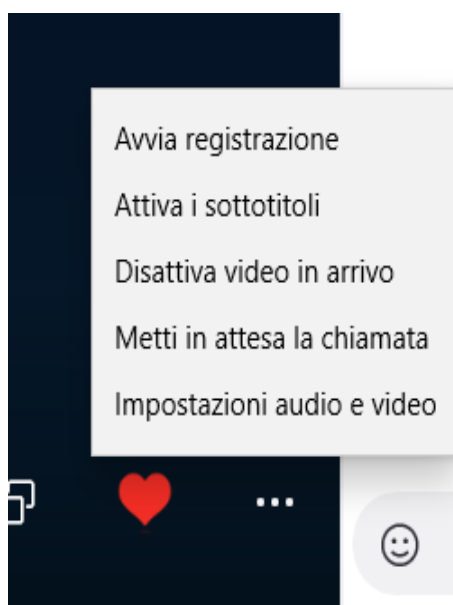 Avvia registrazione
Attiva i sottotitoli
Disattiva video in arrivo
Metti in attesa la chiamata
Impostazioni audio e video